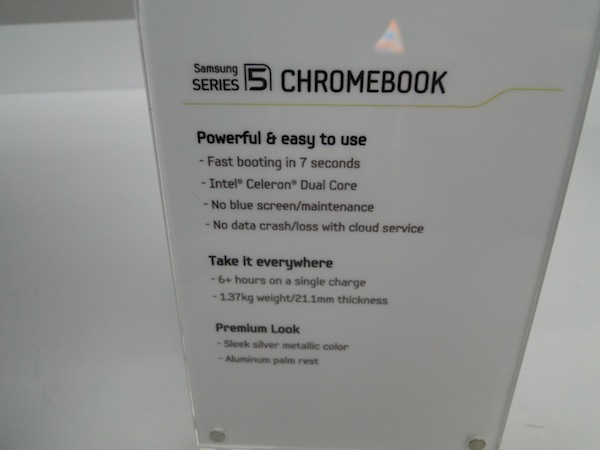 Samsung
SERIES 5 CHROMEBOOK
Powerful & easy to use
- Fast booting in 7 seconds
- Intel® Celeron® Dual Core
- No blue screen/maintenance
- No data crash/loss with cloud service
Take it everywhere
- 6+ hours on a single charge
- 1.37kg weight/21.1mm thickness
Premium Look
- Sleek silver metallic color
- Aluminum palm rest